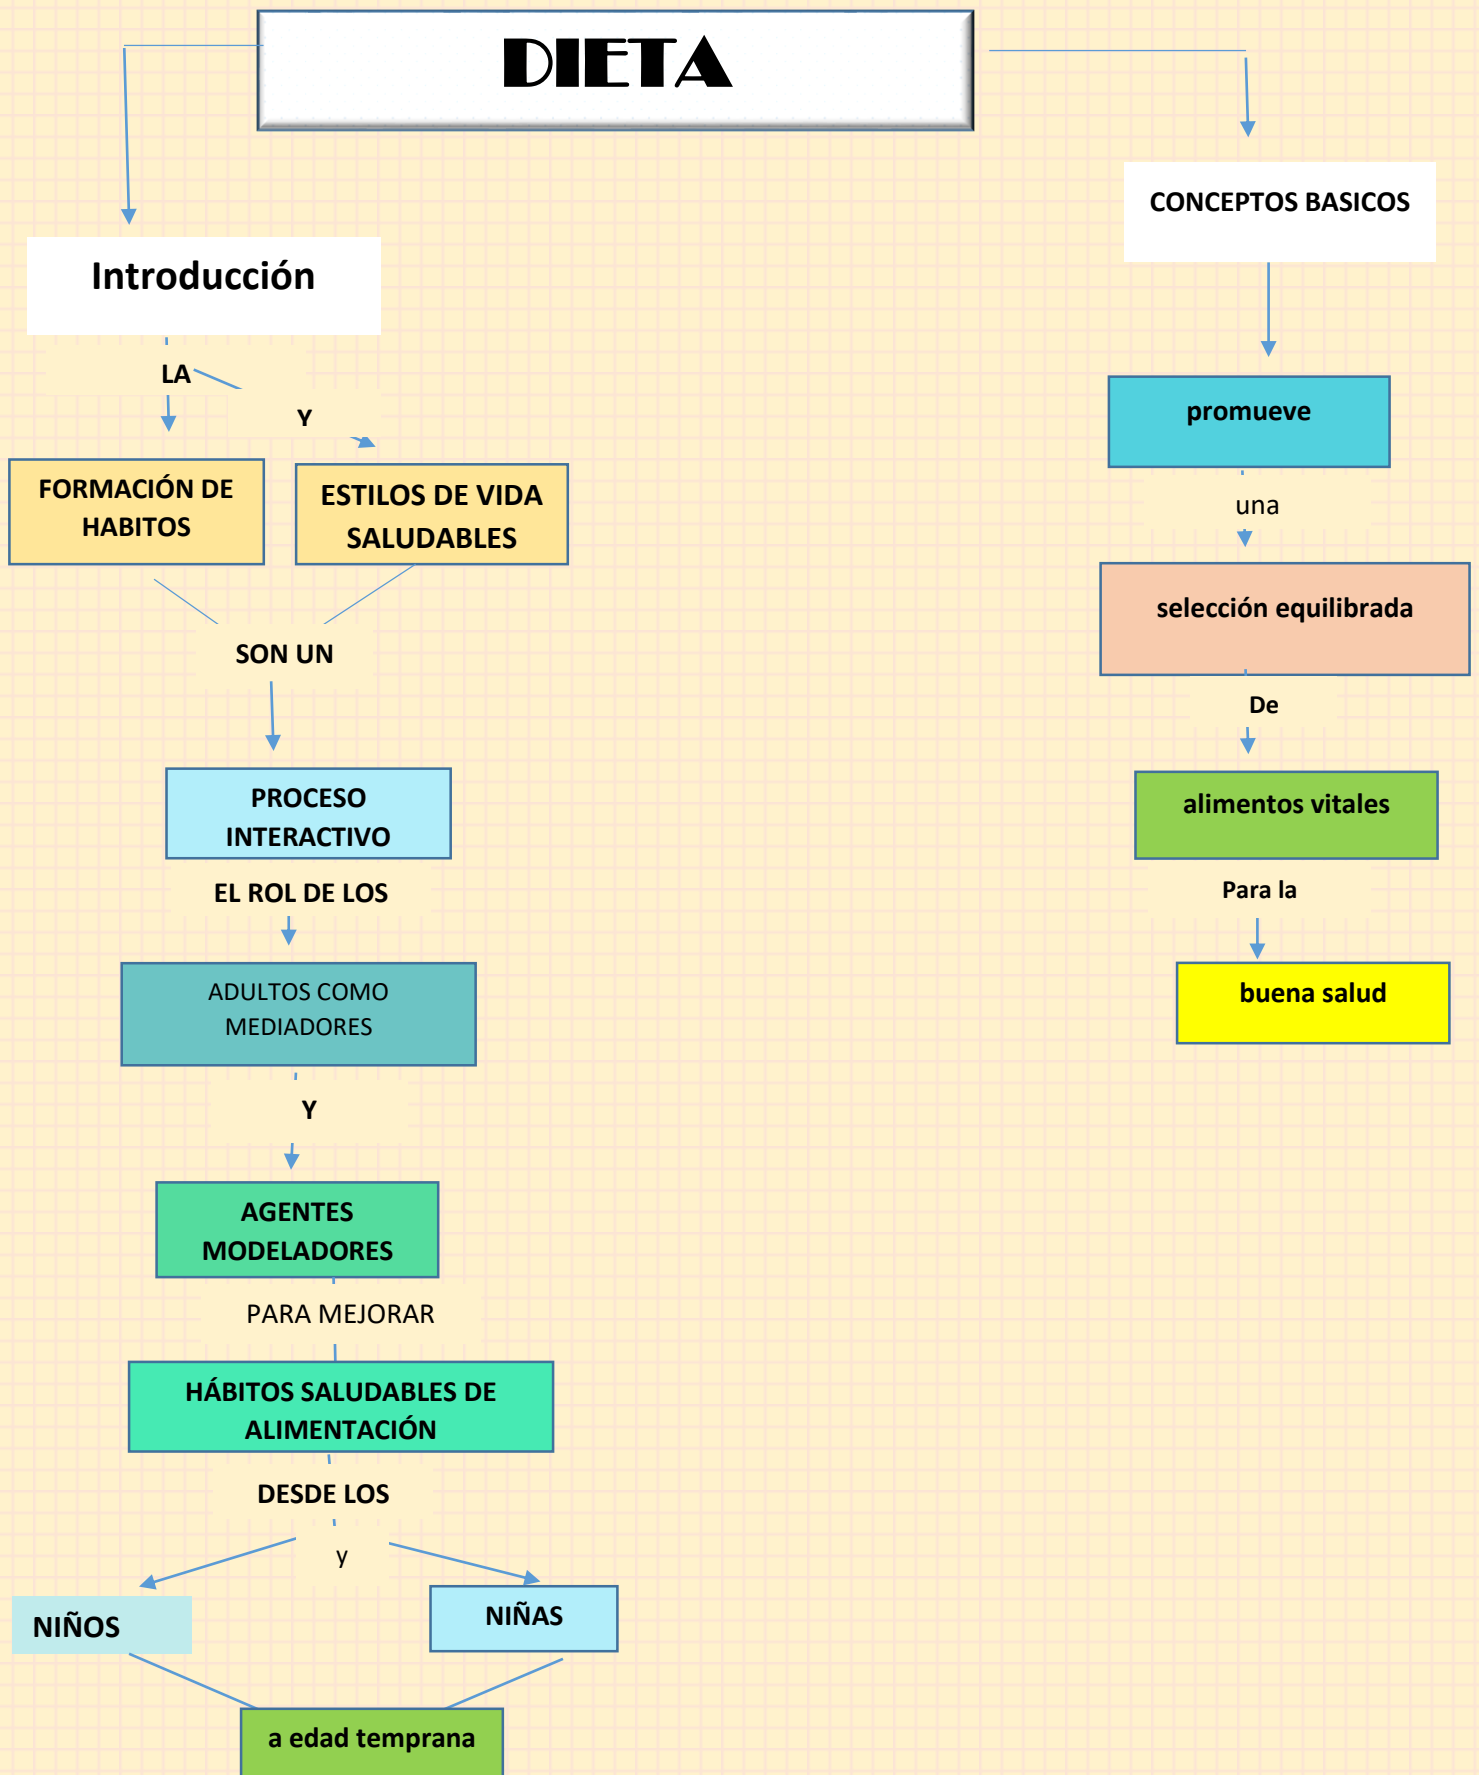 DIETA
Introducción
LA
Y
FORMACIÓN DE
HABITOS
ESTILOS DE VIDA
SALUDABLES
SON UN
PROCESO
INTERACTIVO
EL ROL DE LOS
ADULTOS COMO
MEDIADORES
Y
AGENTES
MODELADORES
PARA MEJORAR
HÁBITOS SALUDABLES DE
ALIMENTACIÓN
DESDE LOS
y
NIÑOS
NIÑAS
a edad temprana
CONCEPTOS BASICOS
promueve
una
selección equilibrada
De
alimentos vitales
Para la
buena salud